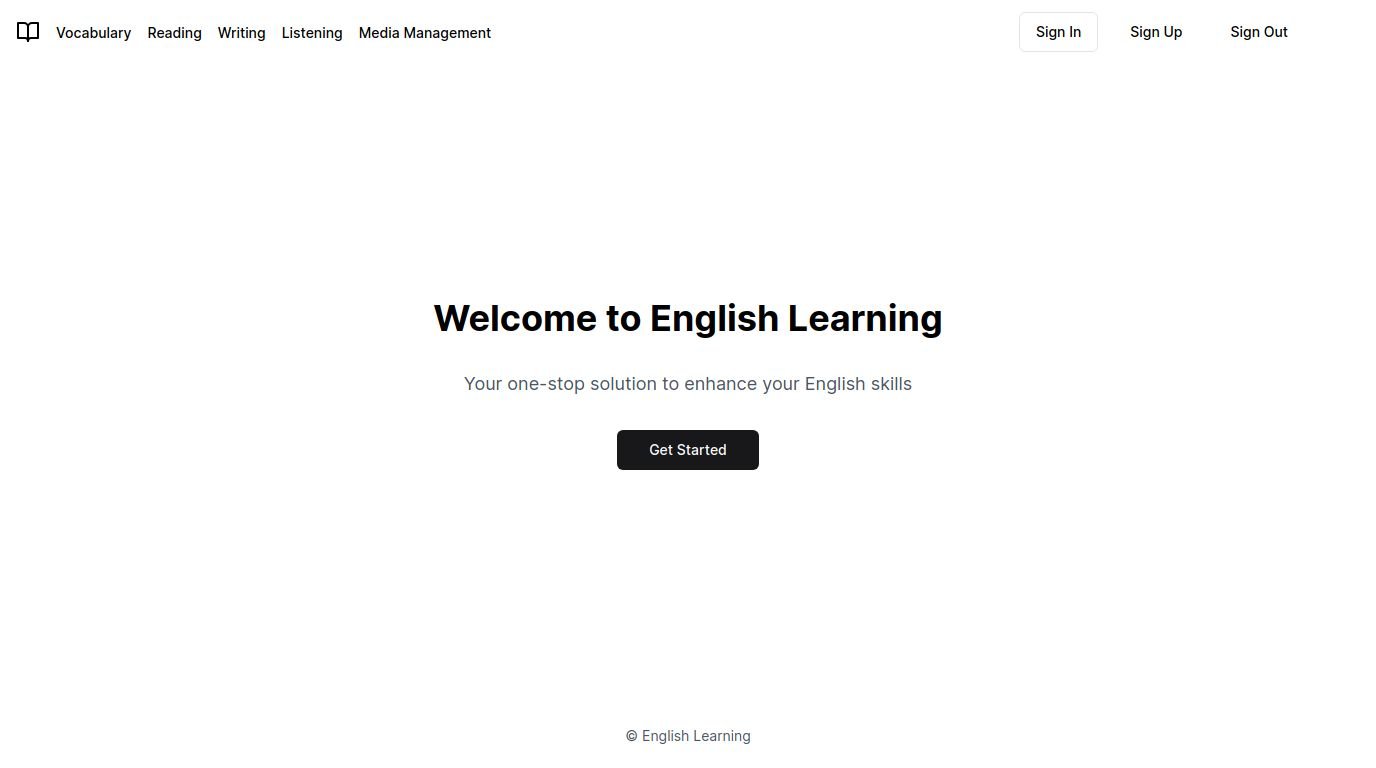 Vocabulary Reading Writing Listening Media Management Sign In Sign Up Sign Out
Welcome to English Learning
Your one-stop solution to enhance your English skills
Get Started
© English Learning